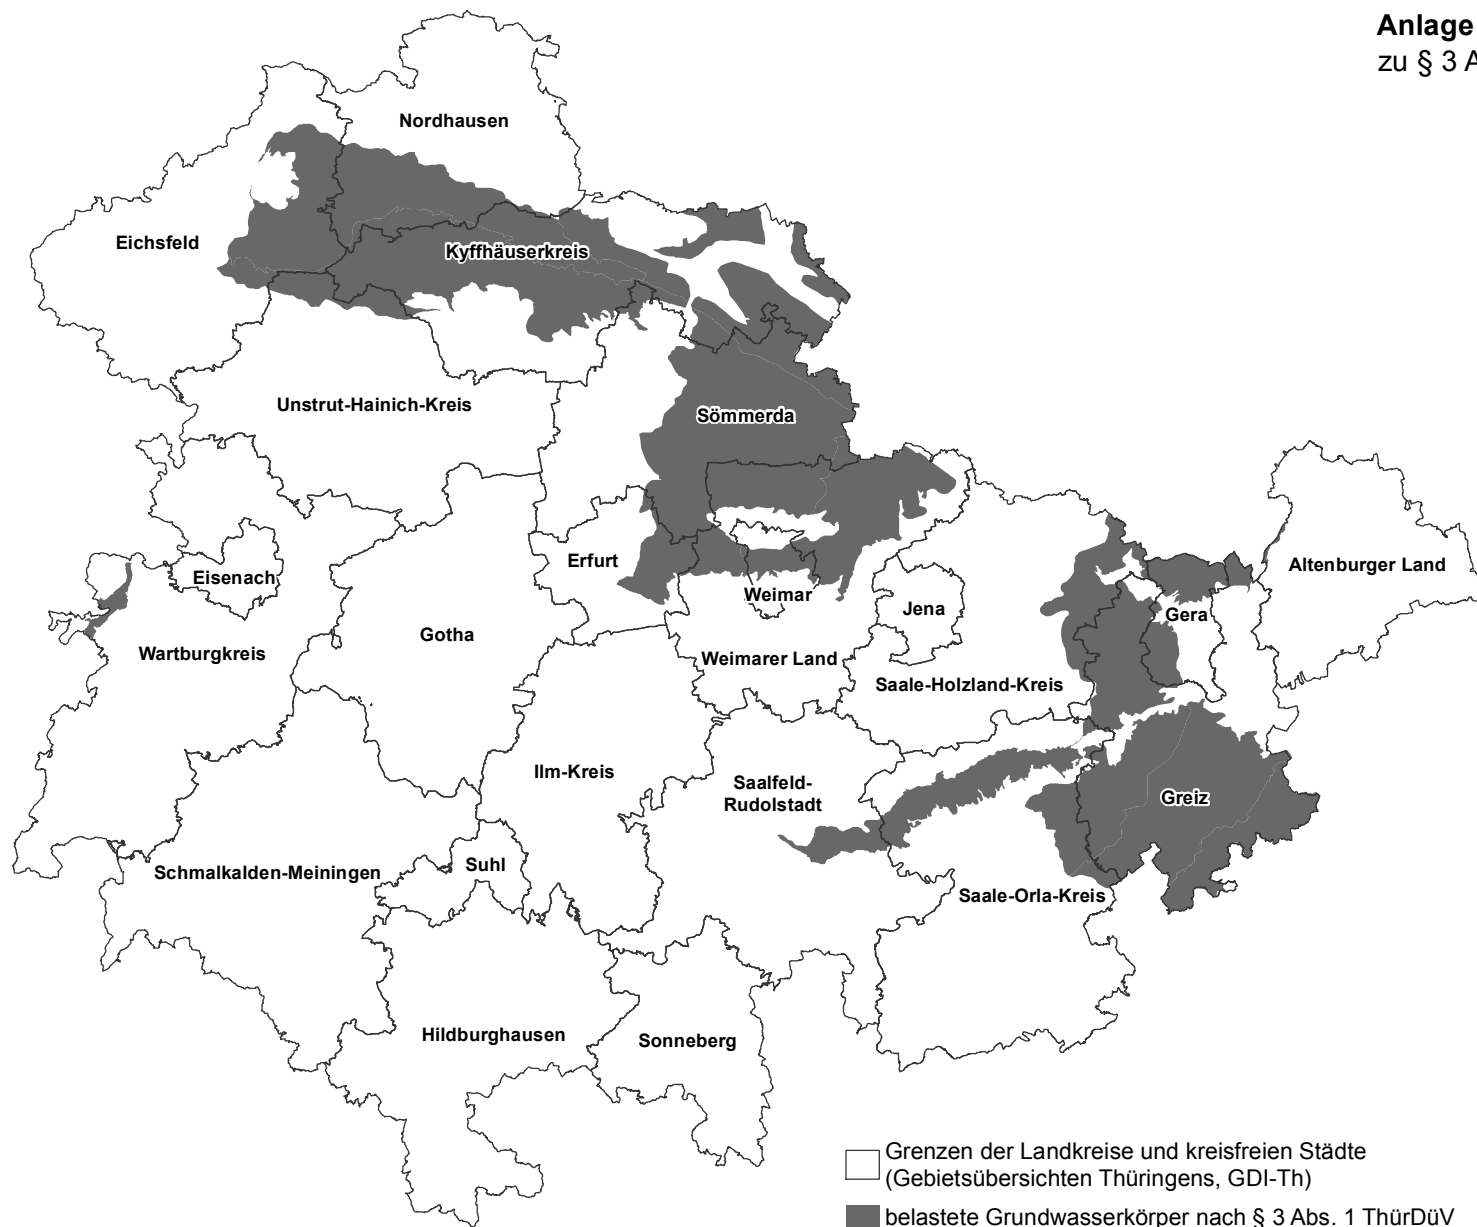 Anlage
zu § 3 A
Nordhausen
Eichsfeld
Kyffhäuserkreis
Unstrut-Hainich-Kreis
Sömmerda
Erfurt
Eisenach
Weimar
Jena
Gera
Altenburger Land
Wartburgkreis
Gotha
Weimarer Land
Saale-Holzland-Kreis
Ilm-Kreis
Saalfeld-
Rudolstadt
Greiz
Schmalkalden-Meiningen
Suhl
Saale-Orla-Kreis
Hildburghausen
Sonneberg
Grenzen der Landkreise und kreisfreien Städte
(Gebietsübersichten Thüringens, GDI-Th)
belastete Grundwasserkörper nach § 3 Abs. 1 ThürDüV